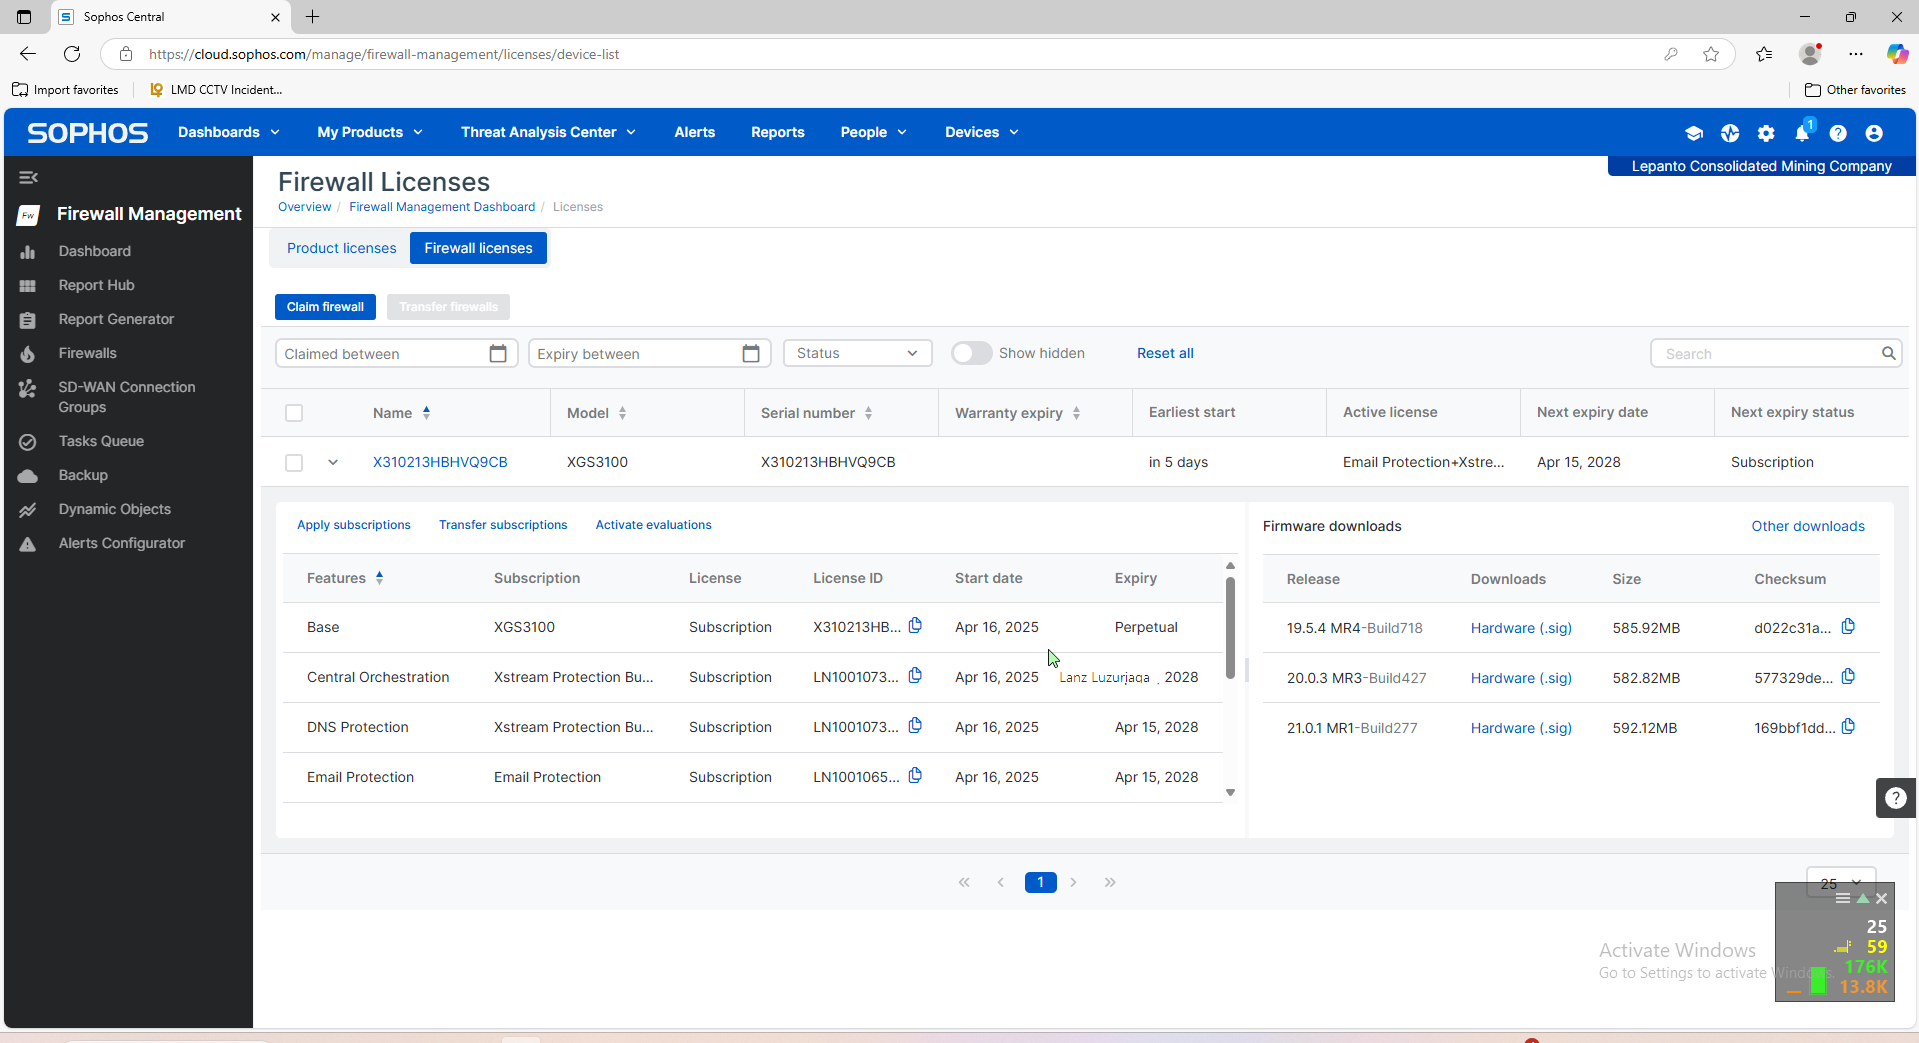 Sophos Central
https://cloud.sophos.com/manage/firewall-management/licenses/device-list
Import favorites
LMD CCTV Incident...
Other favorites
SOPHOS
Dashboards
My Products
Threat Analysis Center
Alerts
Reports
People
Devices
1
Lepanto Consolidated Mining Company
Fw
Firewall Management
Dashboard
Report Hub
Report Generator
Firewalls
SD-WAN Connection
Groups
Tasks Queue
Backup
Dynamic Objects
Alerts Configurator
Firewall Licenses
Overview / Firewall Management Dashboard / Licenses
Product licenses
Firewall licenses
Claim firewall
Transfer firewalls
Claimed between
Expiry between
Status
Show hidden
Reset all
Search
Name Model Serial number Warranty expiry Earliest start Active license Next expiry date Next expiry status
X310213HBHVQ9CB XGS3100 X310213HBHVQ9CB in 5 days Email Protection+Xstre... Apr 15, 2028 Subscription
Apply subscriptions Transfer subscriptions Activate evaluations
Features Subscription License License ID Start date Expiry
Base XGS3100 Subscription X310213HB... Apr 16, 2025 Perpetual
Central Orchestration Xstream Protection Bu... Subscription LN1001073... Apr 16, 2025 Lanz Luzuriaga , 2028
DNS Protection Xstream Protection Bu... Subscription LN1001073... Apr 16, 2025 Apr 15, 2028
Email Protection Email Protection Subscription LN1001065... Apr 16, 2025 Apr 15, 2028
Firmware downloads
Other downloads
Release Downloads Size Checksum
19.5.4 MR4-Build718 Hardware (.sig) 585.92MB d022c31a...
20.0.3 MR3-Build427 Hardware (.sig) 582.82MB 577329de...
21.0.1 MR1-Build277 Hardware (.sig) 592.12MB 169bbf1dd...
?
1
25
25
59
176K
13.8K
Activate Windows
Go to Settings to activate Windows.